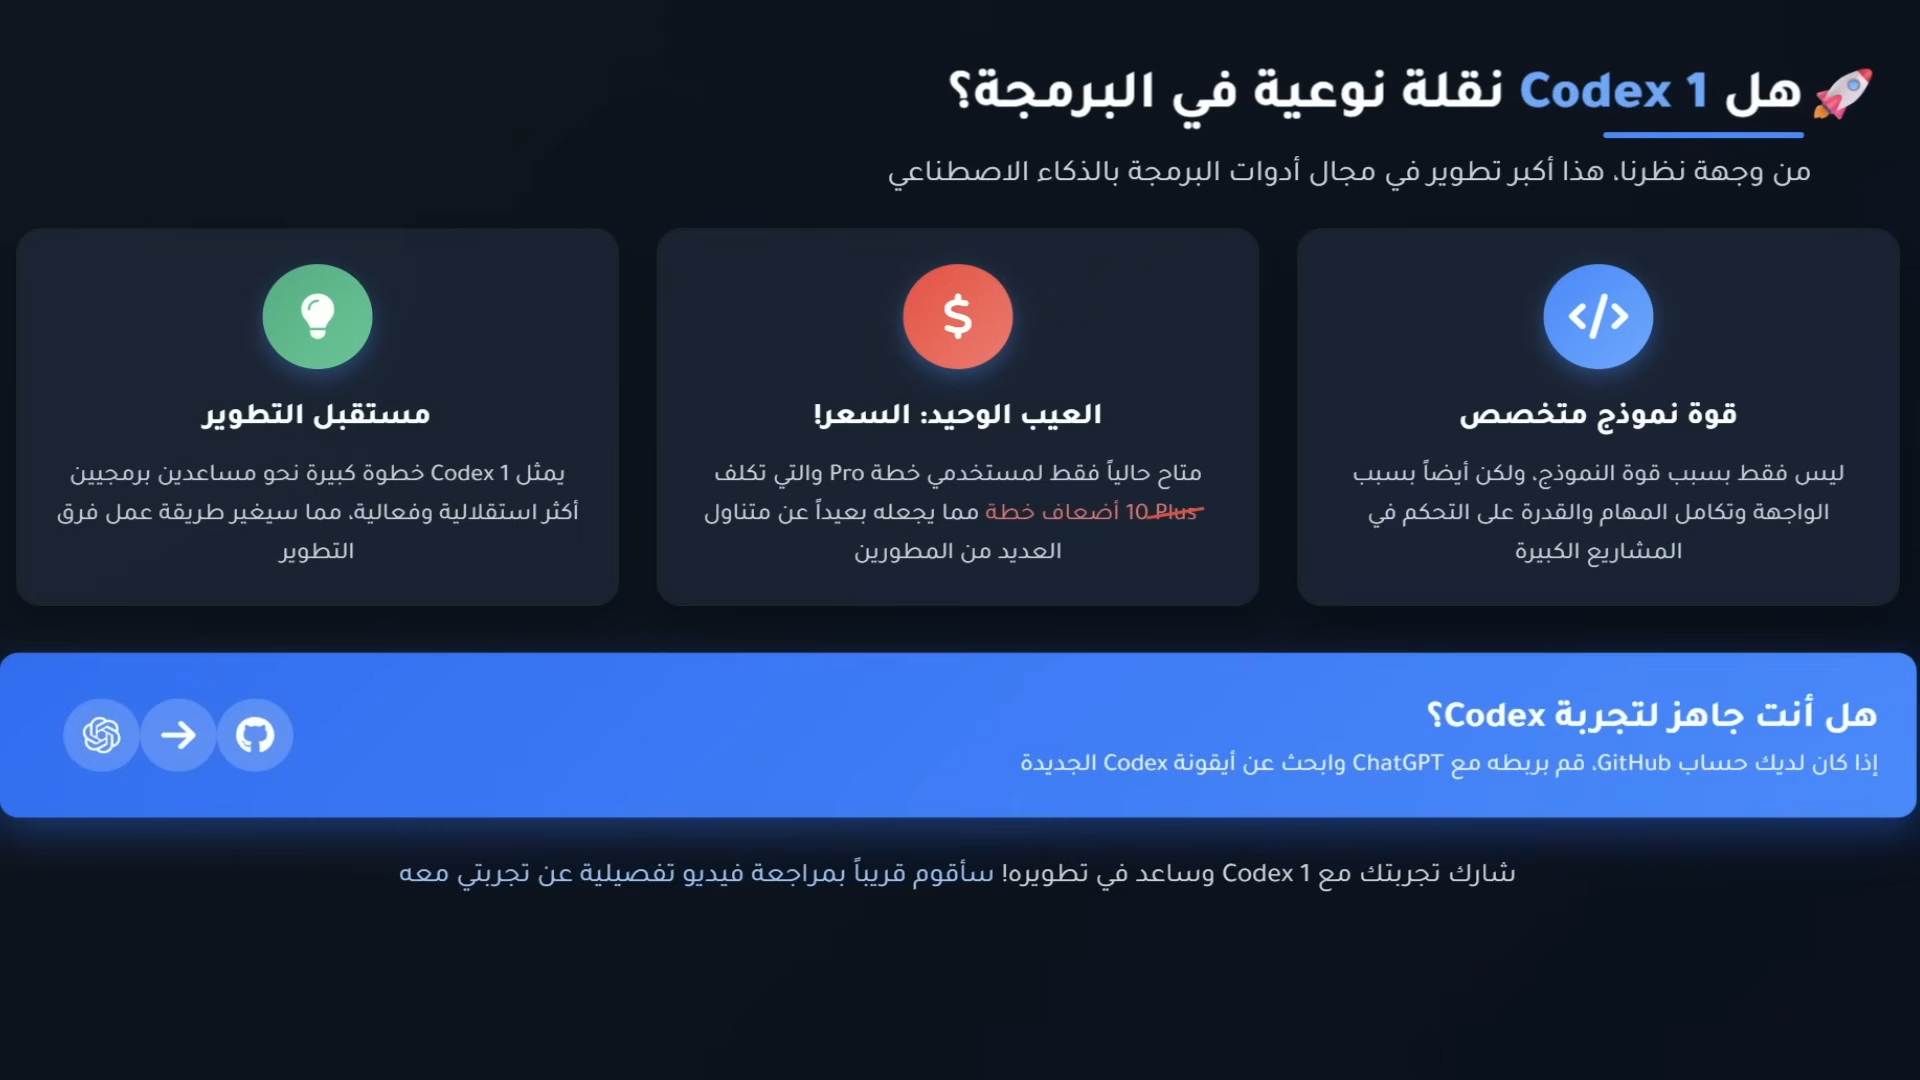 🚀 هل Codex 1 نقلة نوعية في البرمجة؟
من وجهة نظرنا، هذا أكبر تطوير في مجال أدوات البرمجة بالذكاء الاصطناعي
قوة نموذج متخصص
ليس فقط بسبب قوة النموذج، ولكن أيضاً بسبب
الواجهة وتكامل المهام والقدرة على التحكم في
المشاريع الكبيرة
العيب الوحيد: السعر!
متاح حالياً فقط لمستخدمي خطة Pro والتي تكلف
10 Plus أضعاف خطة مما يجعله بعيداً عن متناول
العديد من المطورين
مستقبل التطوير
يمثل Codex 1 خطوة كبيرة نحو مساعدين برمجيين
أكثر استقلالية وفعالية، مما سيغير طريقة عمل فرق
التطوير
هل أنت جاهز لتجربة Codex؟
إذا كان لديك حساب GitHub، قم بربطه مع ChatGPT وابحث عن أيقونة Codex الجديدة
شارك تجربتك مع Codex 1 وساعد في تطويره! سأقوم قريباً بمراجعة فيديو تفصيلية عن تجربتي معه